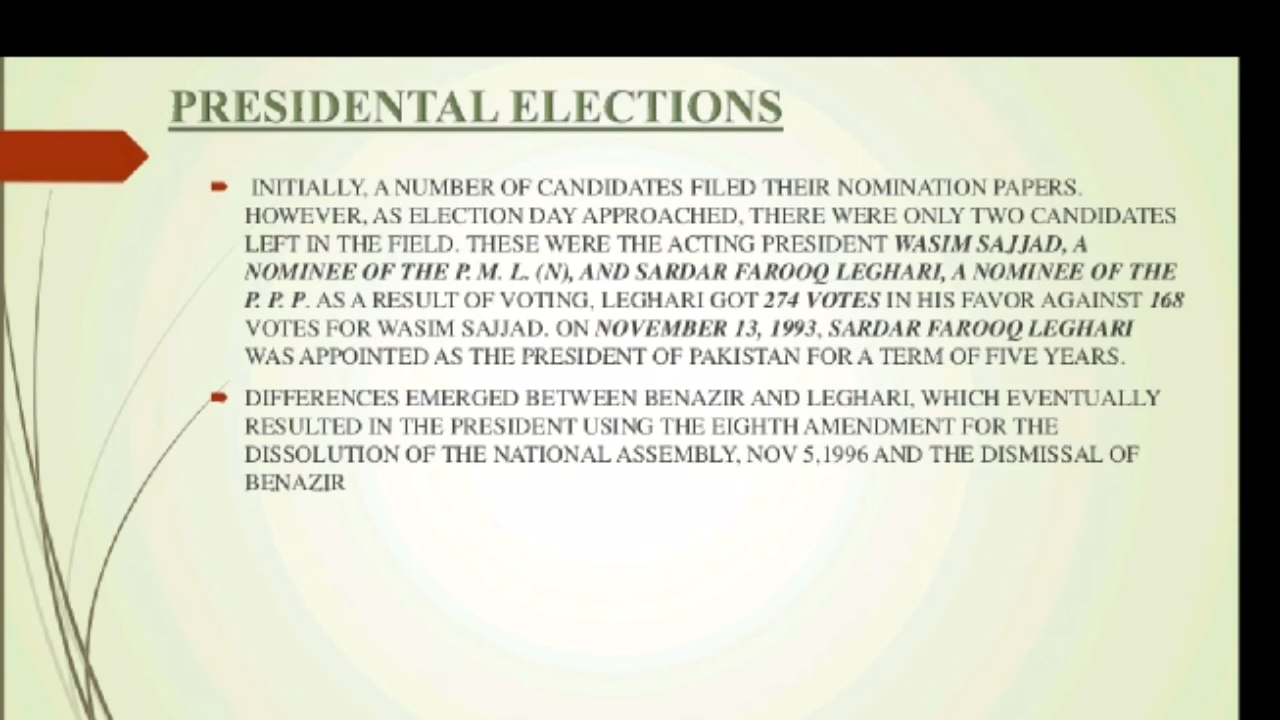 PRESIDENTAL ELECTIONS
INITIALLY, A NUMBER OF CANDIDATES FILED THEIR NOMINATION PAPERS.
HOWEVER, AS ELECTION DAY APPROACHED, THERE WERE ONLY TWO CANDIDATES
LEFT IN THE FIELD. THESE WERE THE ACTING PRESIDENT WASIM SAJJAD, A
NOMINEE OF THE P. M. L. (N), AND SARDAR FAROOQ LEGHARI, A NOMINEE OF THE
P. P. P. AS A RESULT OF VOTING, LEGHARI GOT 274 VOTES IN HIS FAVOR AGAINST 168
VOTES FOR WASIM SAJJAD. ON NOVEMBER 13, 1993, SARDAR FAROOQ LEGHARI
WAS APPOINTED AS THE PRESIDENT OF PAKISTAN FOR A TERM OF FIVE YEARS.
DIFFERENCES EMERGED BETWEEN BENAZIR AND LEGHARI, WHICH EVENTUALLY
RESULTED IN THE PRESIDENT USING THE EIGHTH AMENDMENT FOR THE
DISSOLUTION OF THE NATIONAL ASSEMBLY, NOV 5,1996 AND THE DISMISSAL OF
BENAZIR